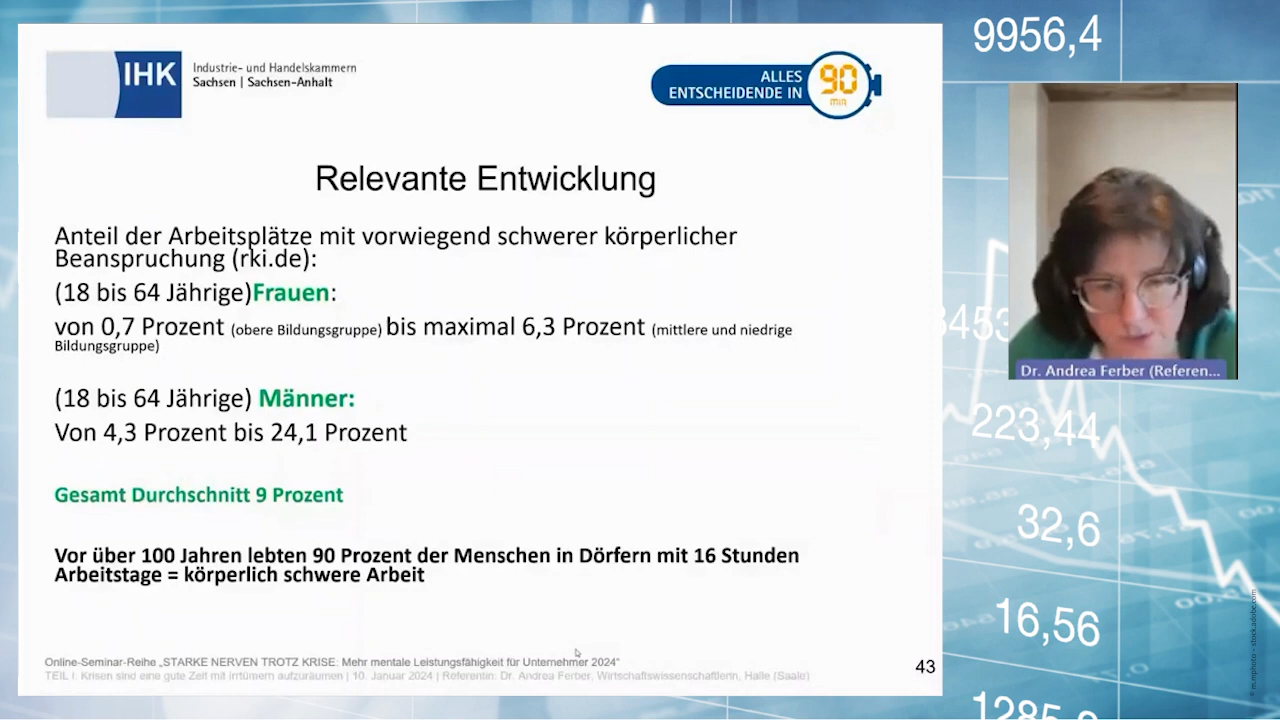 IHK
Industrie- und Handelskammern
Sachsen | Sachsen-Anhalt
ALLES
ENTSCHEIDENDE IN
90
min
Relevante Entwicklung
Anteil der Arbeitsplätze mit vorwiegend schwerer körperlicher
Beanspruchung (rki.de):
(18 bis 64 Jährige)Frauen:
von 0,7 Prozent (obere Bildungsgruppe) bis maximal 6,3 Prozent (mittlere und niedrige
Bildungsgruppe)
(18 bis 64 Jährige) Männer:
Von 4,3 Prozent bis 24,1 Prozent
Gesamt Durchschnitt 9 Prozent
Vor über 100 Jahren lebten 90 Prozent der Menschen in Dörfern mit 16 Stunden
Arbeitstage = körperlich schwere Arbeit
Online-Seminar-Reihe „STARKE NERVEN TROTZ KRISE: Mehr mentale Leistungsfähigkeit für Unternehmer 2024“
TEIL I: Krisen sind eine gute Zeit mit Irrtümern aufzuräumen | 10. Januar 2024 | Referentin: Dr. Andrea Ferber, Wirtschaftswissenschaftlerin, Halle (Saale)
43
9956,4
Dr. Andrea Ferber (Referen...
223,44
32,6
16,56